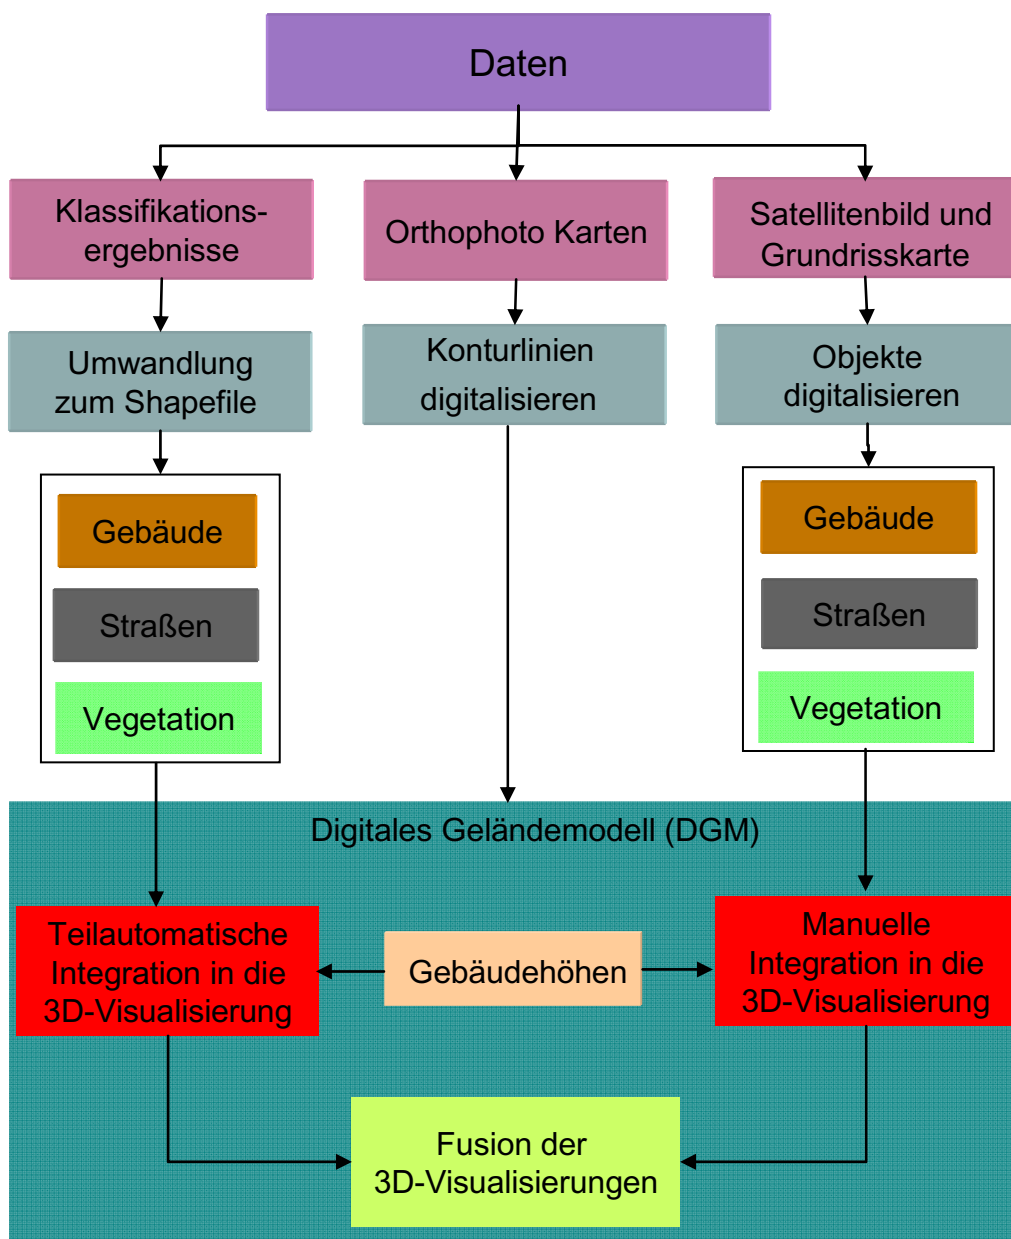 Daten
Klassifikations-
ergebnisse
Orthophoto Karten
Satellitenbild und
Grundrisskarte
Umwandlung
zum Shapefile
Konturlinien
digitalisieren
Objekte
digitalisieren
Gebäude
Straßen
Vegetation
Gebäude
Straßen
Vegetation
Digitales Geländemodell (DGM)
Teilautomatische
Integration in die
3D-Visualisierung
Gebäudehöhen
Manuelle
Integration in die
3D-Visualisierung
Fusion der
3D-Visualisierungen